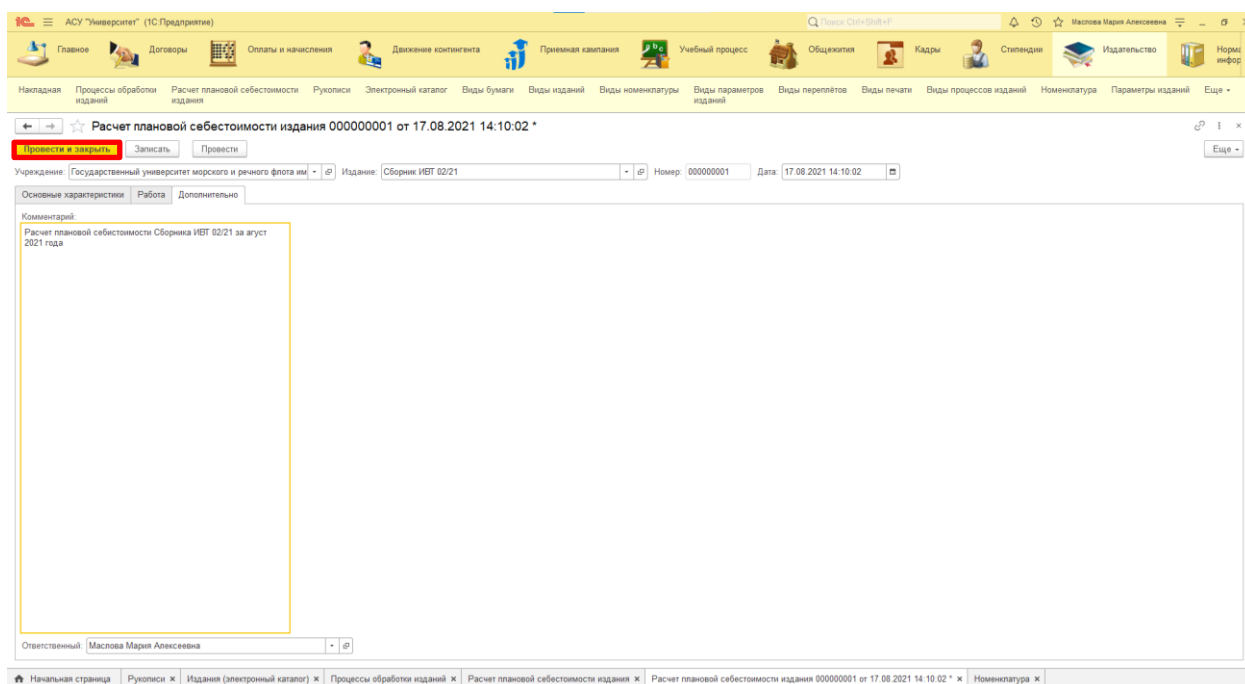 1С АСУ "Университет" (1С:Предприятие) Поиск Ctrl+Shift+F Маслова Мария Алексеевна
Главное Договоры Оплаты и начисления Движение контингента Приемная кампания Учебный процесс Общежития Кадры Стипендии Издательство Норма
инфор
Накладная Процессы обработки Расчет плановой себестоимости Рукописи Электронный каталог Виды бумаги Виды изданий Виды номенклатуры Виды параметров Виды переплётов Виды печати Виды процессов изданий Номенклатура Параметры изданий Еще
изданий издания изданий
Расчет плановой себестоимости издания 000000001 от 17.08.2021 14:10:02 *
Провести и закрыть Записать Провести Еще
Учреждение: Государственный университет морского и речного флота им Издание: Сборник ИВТ 02/21 Номер: 000000001 Дата: 17.08.2021 14:10:02
Основные характеристики Работа Дополнительно
Комментарий:
Расчет плановой себистоимости Сборника ИВТ 02/21 за агуст
2021 года
Ответственный: Маслова Мария Алексеевна
Начальная страница Рукописи × Издания (электронный каталог) × Процессы обработки изданий × Расчет плановой себестоимости издания × Расчет плановой себестоимости издания 000000001 от 17.08.2021 14:10:02 * × Номенклатура ×